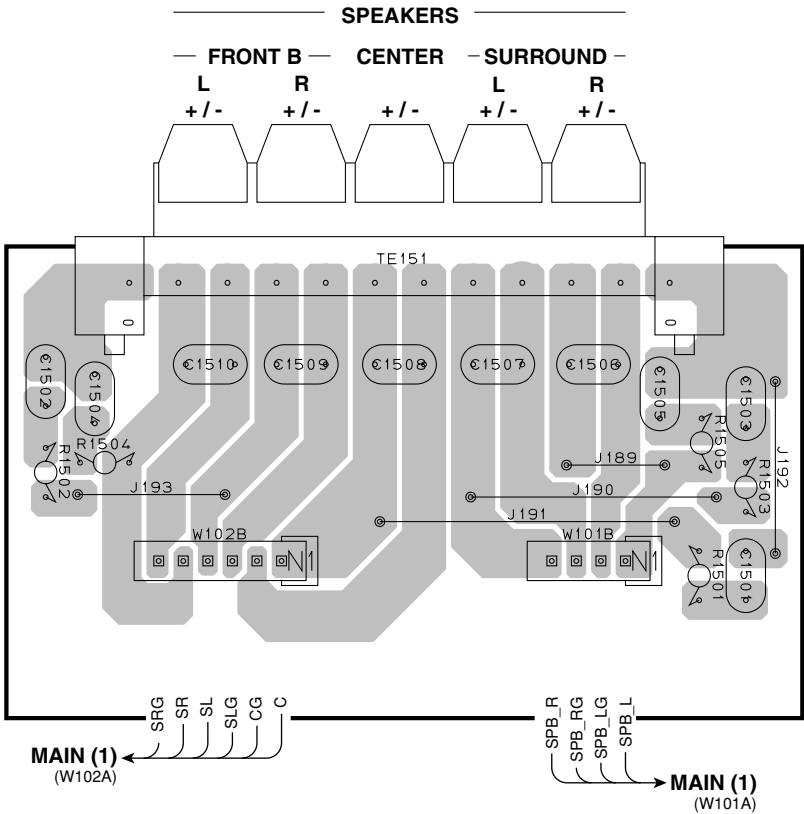 SPEAKERS
FRONT B CENTER SURROUND
L R L R
+ / - + / - + / - + / - + / -
TE151
C1510 C1509 C1508 C1507 C1506
C1502 C1504 C1505 C1503
R1504 R1502 R1505 R1503
J189 J192
J193 J190
J191
W102B W101B
N1 N1
R1501 C1501
SRG SR SL SLG CG C
SPB_R SPB_RG SPB_LG SPB_L
MAIN (1) MAIN (1)
(W102A) (W101A)